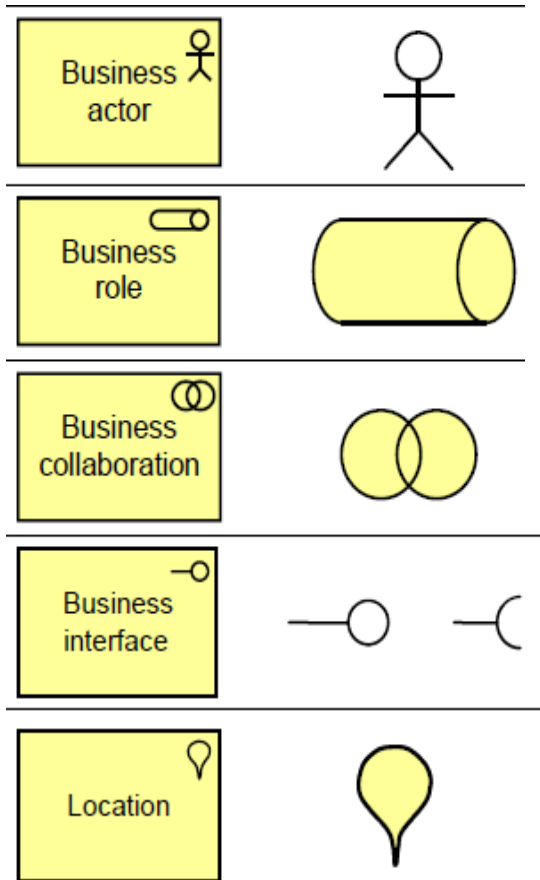 Business
actor
Business
role
Business
collaboration
Business
interface
Location